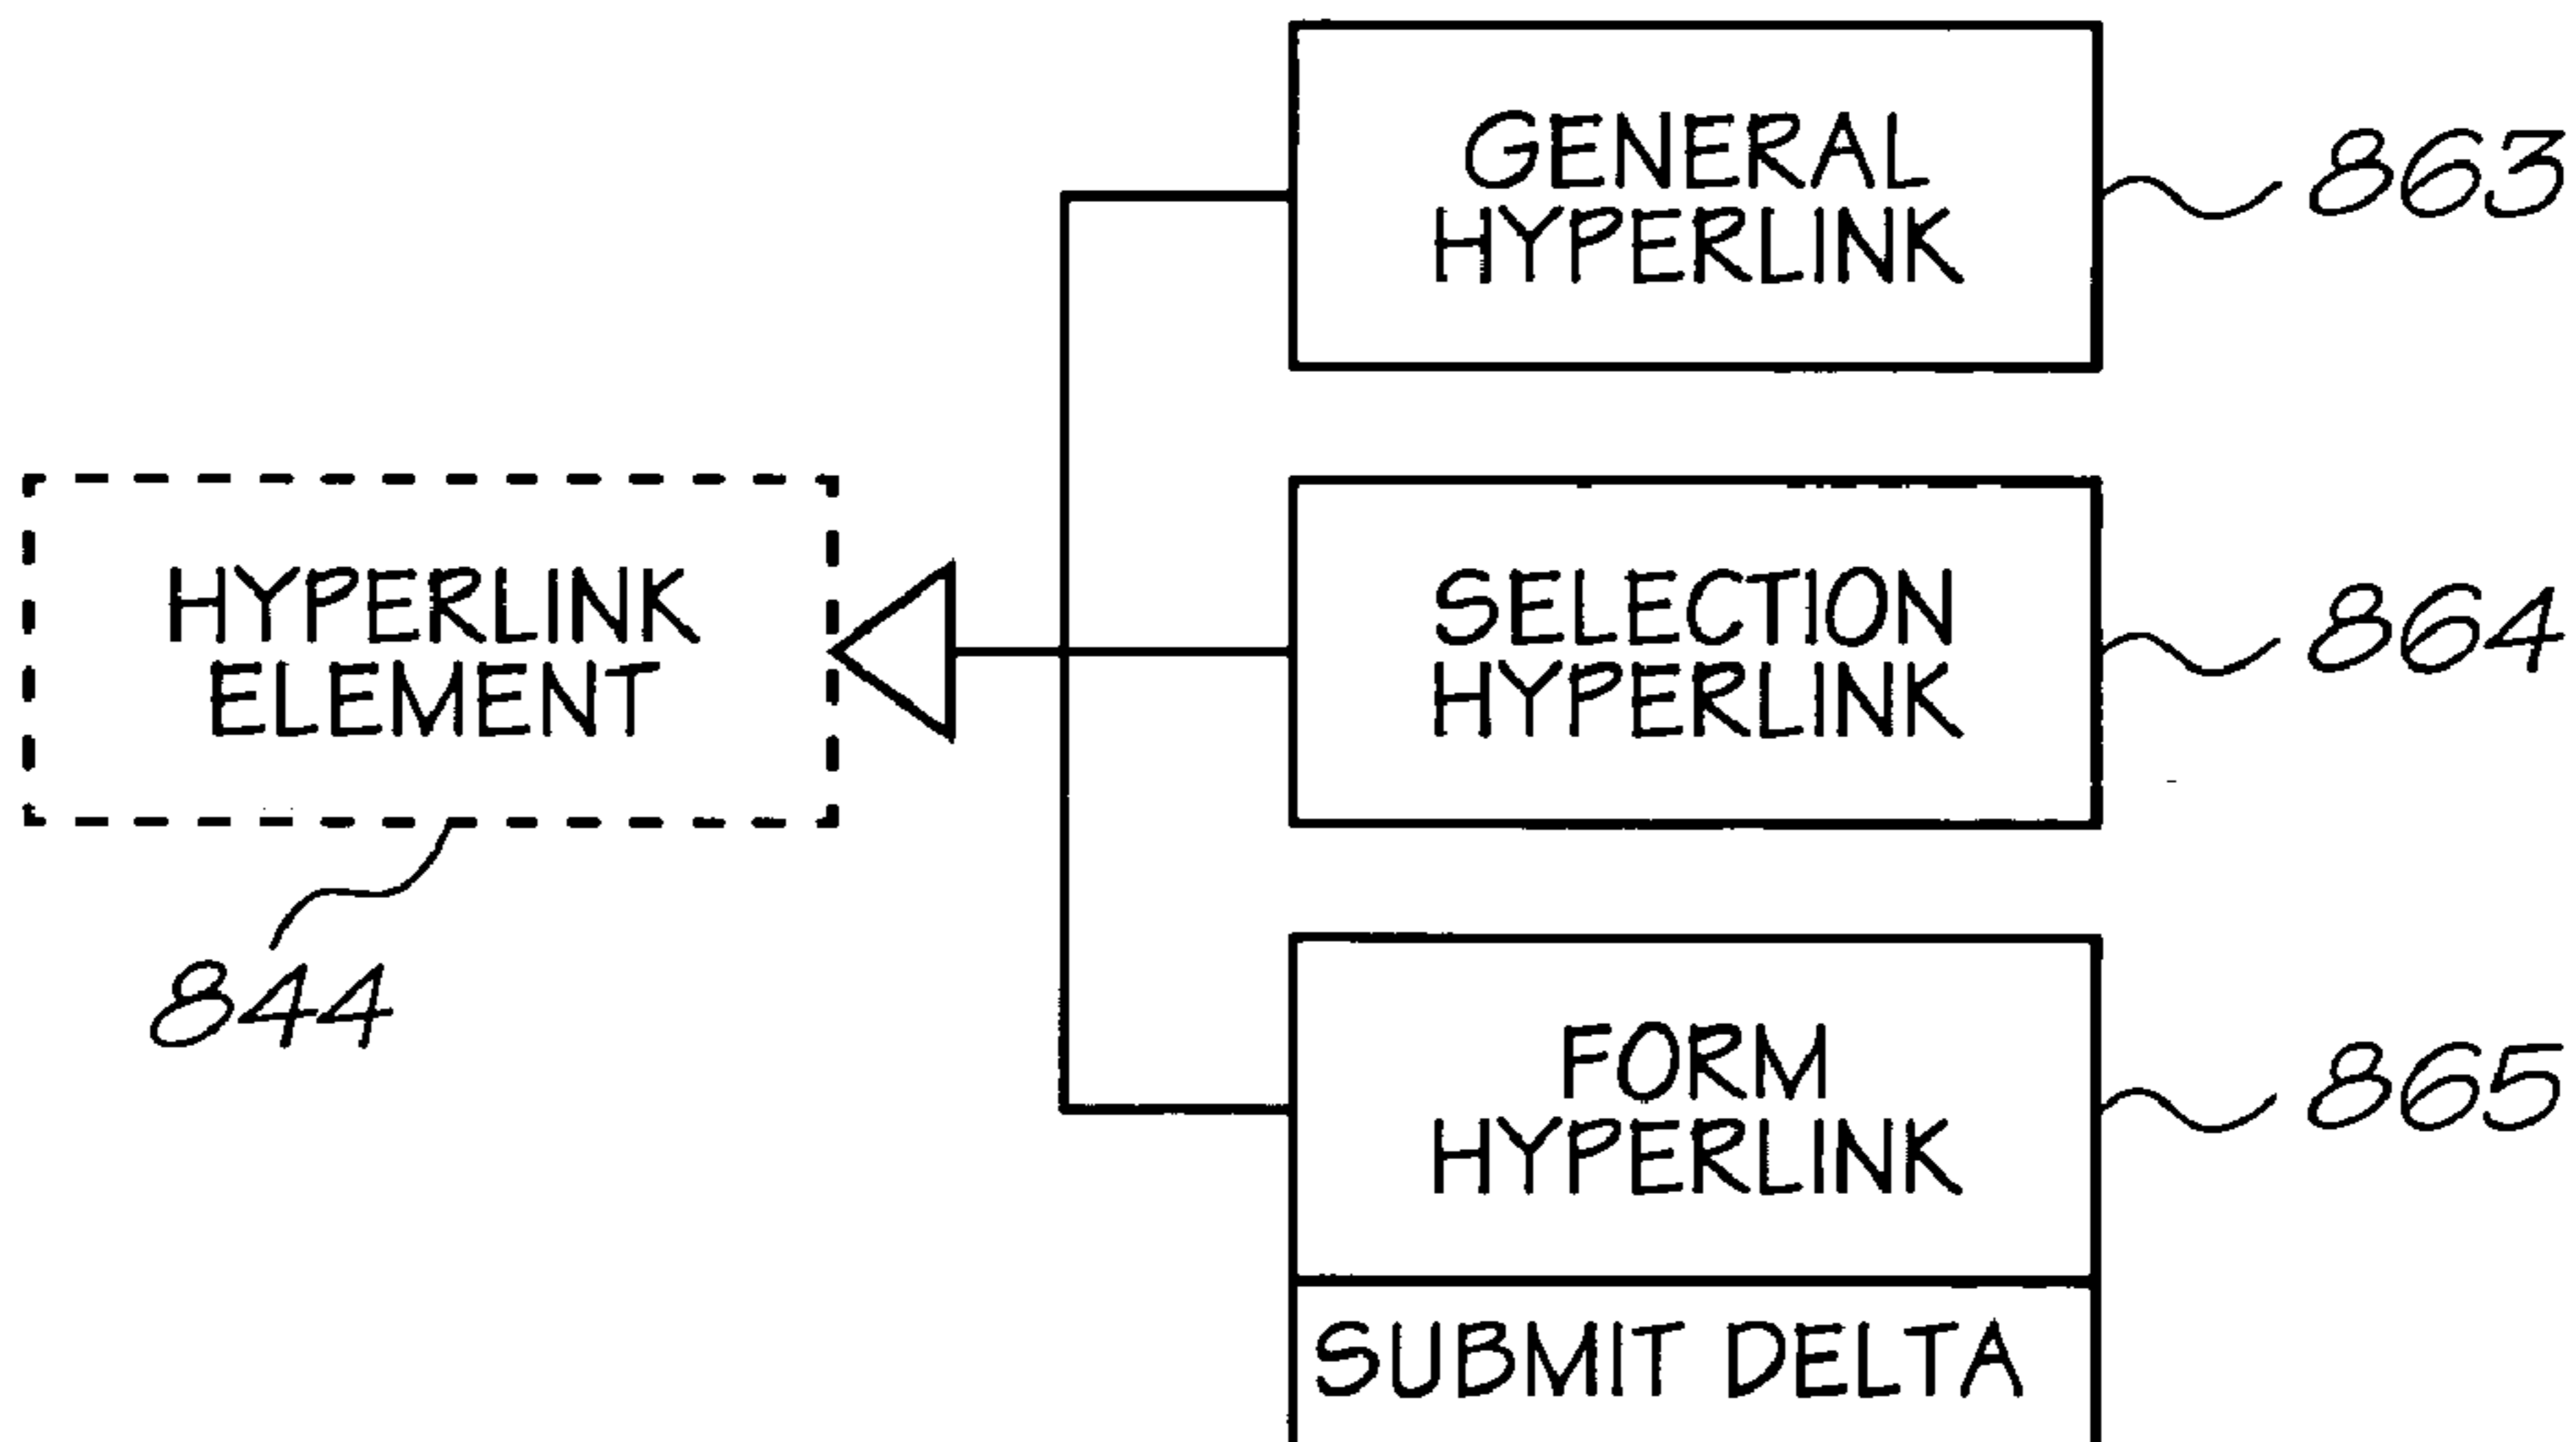 GENERAL
HYPERLINK
863
HYPERLINK
ELEMENT
844
SELECTION
HYPERLINK
864
FORM
HYPERLINK
865
SUBMIT DELTA